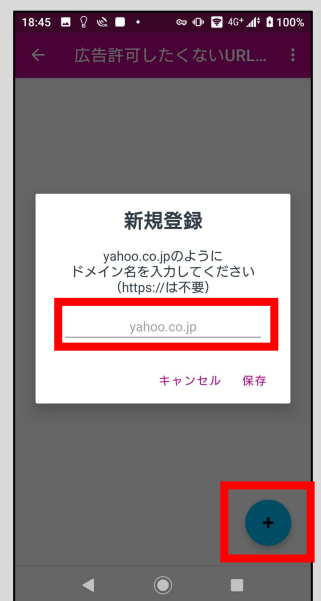 18:45 4G+ 100%
広告許可したくないURL...
新規登録
yahoo.co.jpのように
ドメイン名を入力してください
(https://は不要)
yahoo.co.jp
キャンセル 保存
+